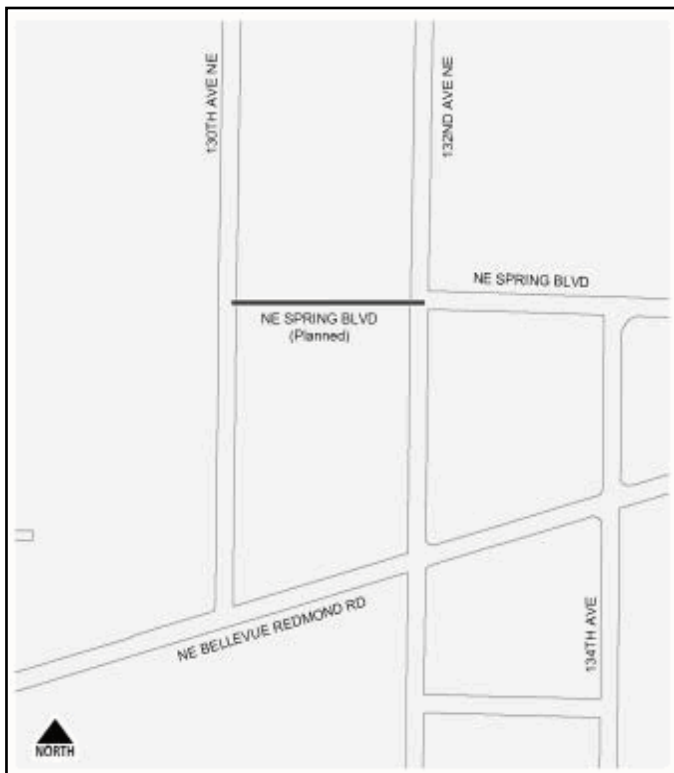 130TH AVE NE
132ND AVE NE
NE SPRING BLVD
NE SPRING BLVD
(Planned)
NE BELLEVUE REDMOND RD
134TH AVE
NORTH